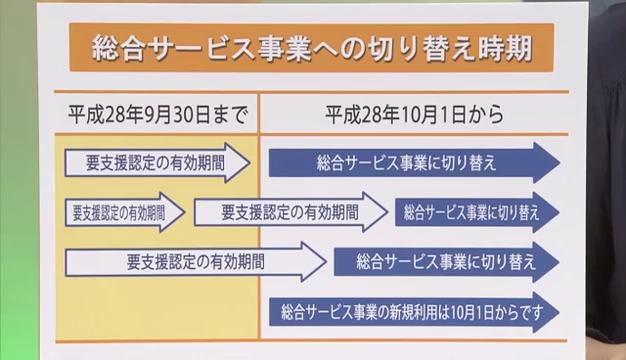 総合サービス事業への切り替え時期
平成28年9月30日まで
平成28年10月1日から
要支援認定の有効期間
総合サービス事業に切り替え
要支援認定の有効期間
要支援認定の有効期間
総合サービス事業に切り替え
要支援認定の有効期間
総合サービス事業に切り替え
総合サービス事業の新規利用は10月1日からです